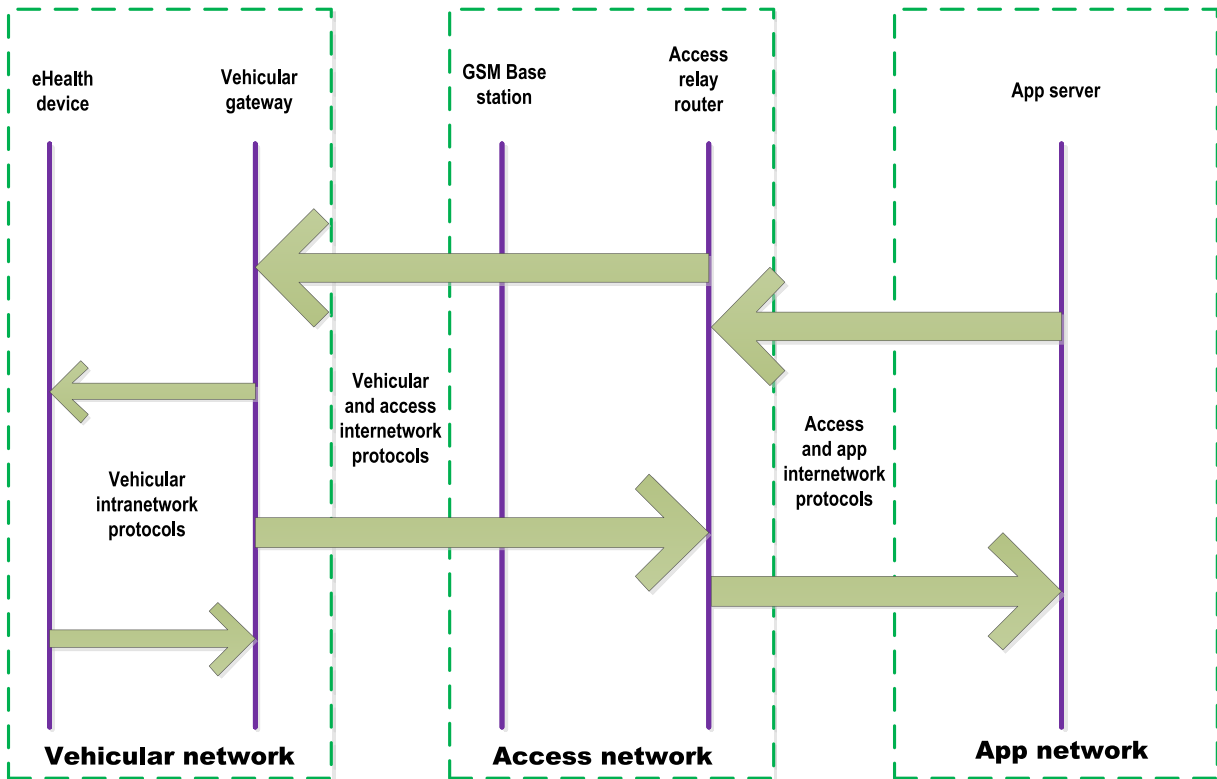 eHealth
device
Vehicular
gateway
GSM Base
station
Access
relay
router
App server
Vehicular
and access
internetwork
protocols
Access
and app
internetwork
protocols
Vehicular
intranetwork
protocols
Vehicular network
Access network
App network